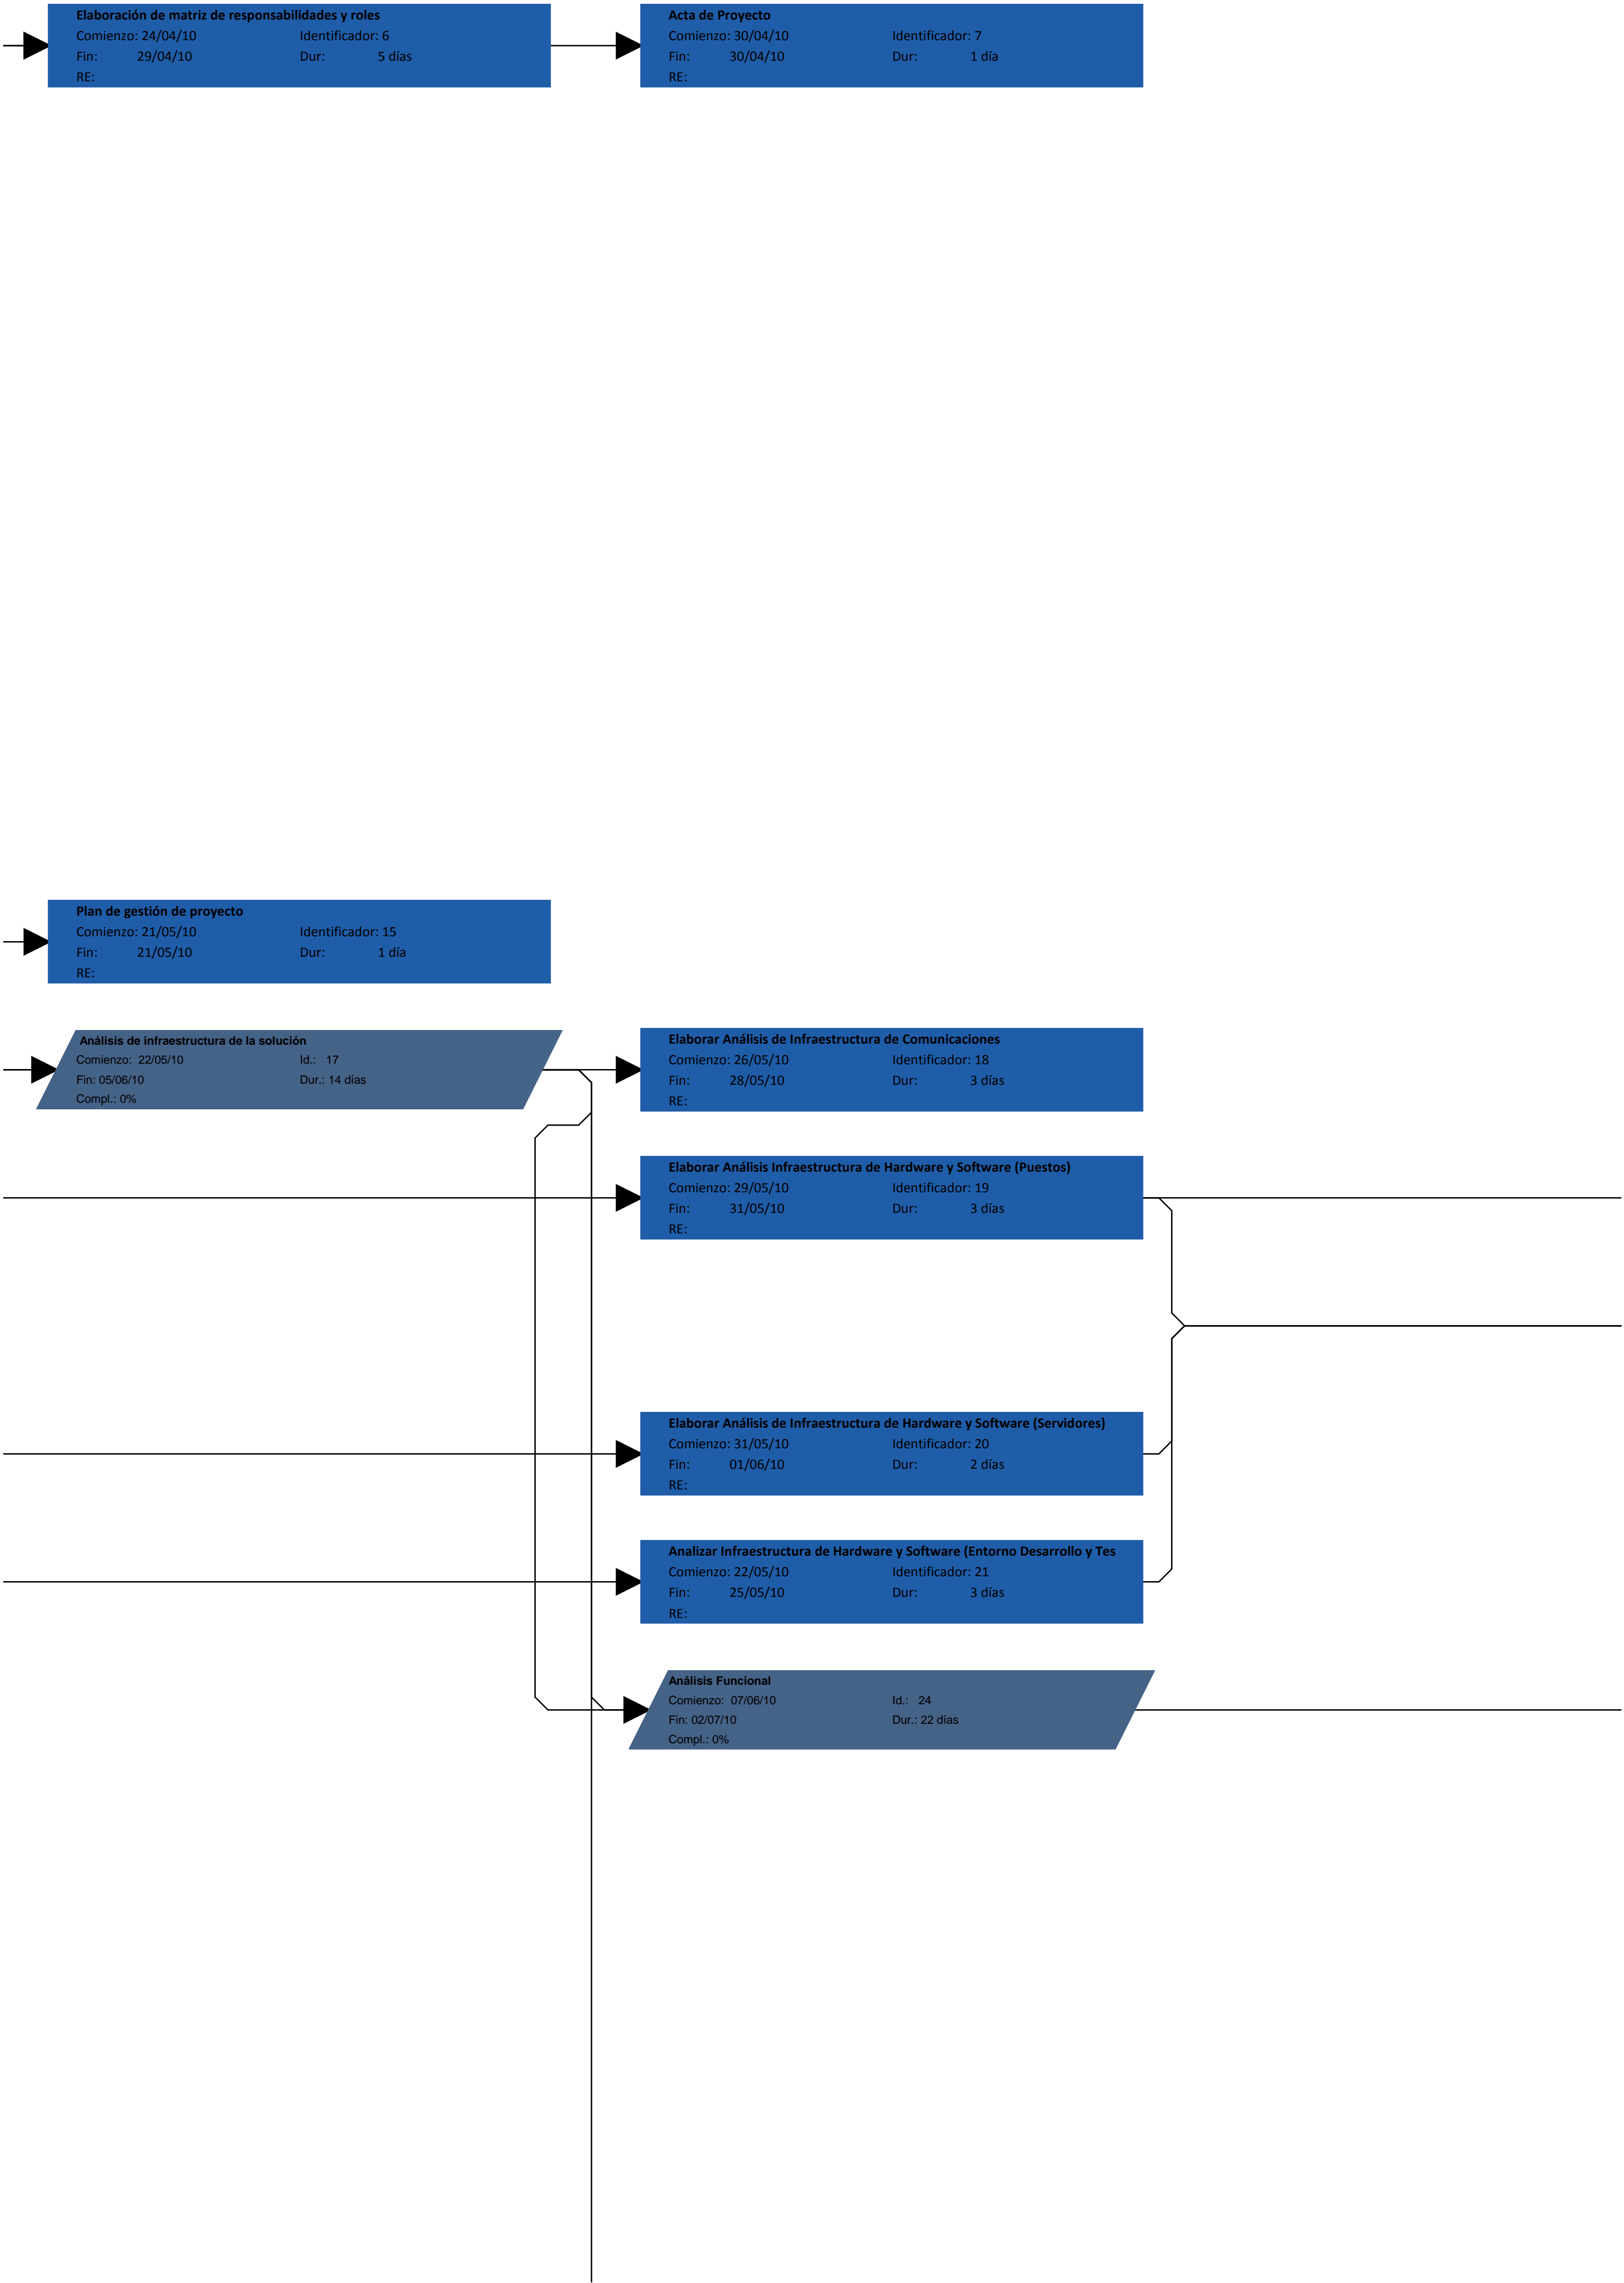 Elaboración de matriz de responsabilidades y roles
Comienzo: 24/04/10 Identificador: 6
Fin: 29/04/10 Dur: 5 días
RE:
Acta de Proyecto
Comienzo: 30/04/10 Identificador: 7
Fin: 30/04/10 Dur: 1 día
RE:
Plan de gestión de proyecto
Comienzo: 21/05/10 Identificador: 15
Fin: 21/05/10 Dur: 1 día
RE:
Análisis de infraestructura de la solución
Comienzo: 22/05/10 Id.: 17
Fin: 05/06/10 Dur.: 14 días
Compl.: 0%
Elaborar Análisis de Infraestructura de Comunicaciones
Comienzo: 26/05/10 Identificador: 18
Fin: 28/05/10 Dur: 3 días
RE:
Elaborar Análisis Infraestructura de Hardware y Software (Puestos)
Comienzo: 29/05/10 Identificador: 19
Fin: 31/05/10 Dur: 3 días
RE:
Elaborar Análisis de Infraestructura de Hardware y Software (Servidores)
Comienzo: 31/05/10 Identificador: 20
Fin: 01/06/10 Dur: 2 días
RE:
Analizar Infraestructura de Hardware y Software (Entorno Desarrollo y Tes
Comienzo: 22/05/10 Identificador: 21
Fin: 25/05/10 Dur: 3 días
RE:
Análisis Funcional
Comienzo: 07/06/10 Id.: 24
Fin: 02/07/10 Dur.: 22 días
Compl.: 0%